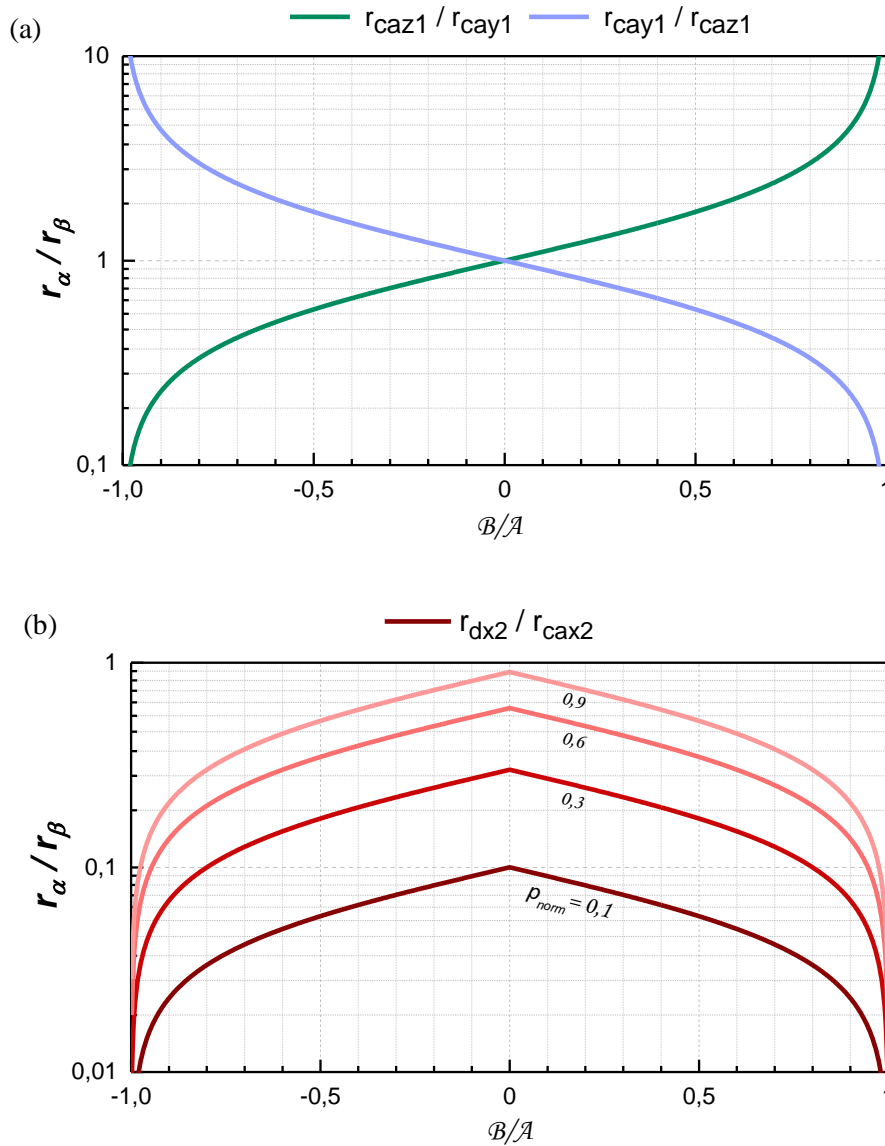 (a)
r_caz1 / r_cay1 r_cay1 / r_caz1
10
1
0,1
r_α / r_β
-1,0 -0,5 0 0,5 1
ℬ/𝒜
(b)
r_dx2 / r_cax2
1
0,1
0,01
r_α / r_β
0,9
0,6
0,3
p_norm = 0,1
-1,0 -0,5 0 0,5 1
ℬ/𝒜